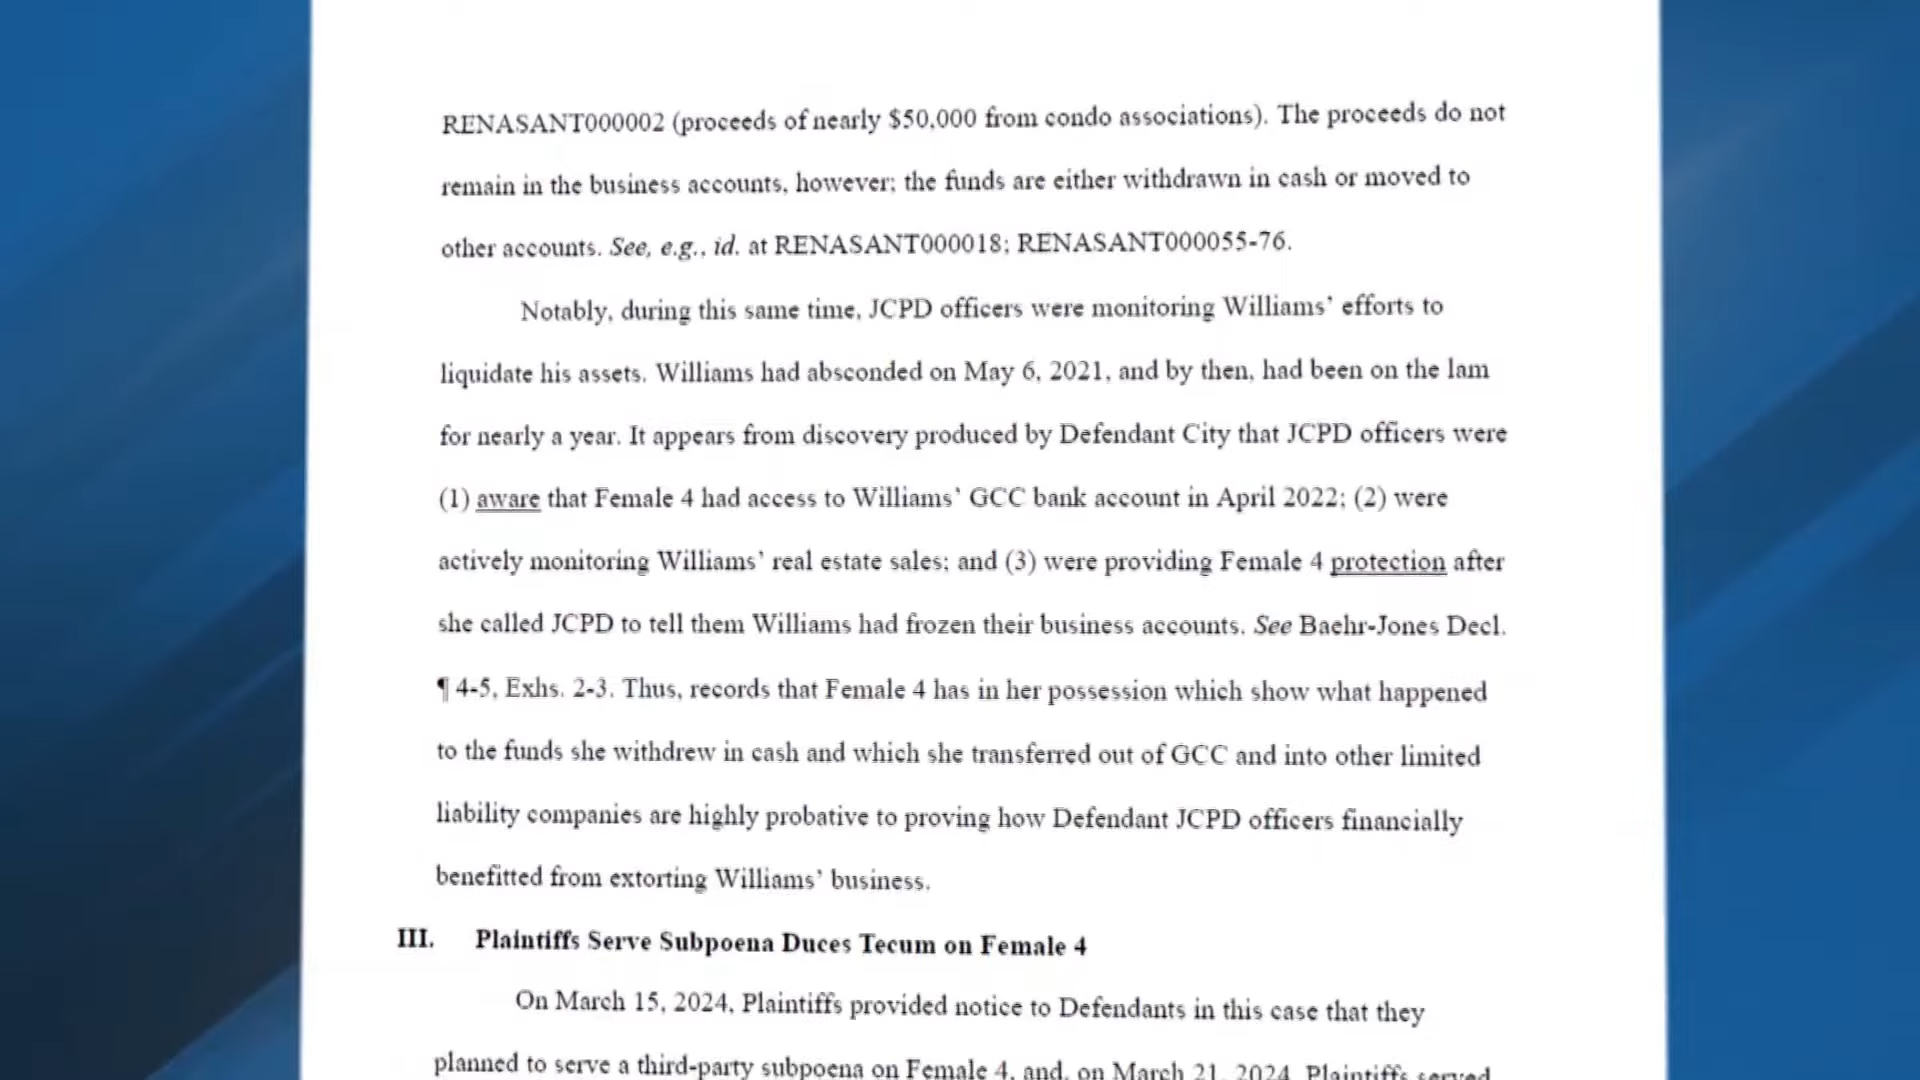 RENASANT000002 (proceeds of nearly $50,000 from condo associations). The proceeds do not
remain in the business accounts, however; the funds are either withdrawn in cash or moved to
other accounts. See, e.g., id. at RENASANT000018; RENASANT000055-76.
Notably, during this same time, JCPD officers were monitoring Williams' efforts to
liquidate his assets. Williams had absconded on May 6, 2021, and by then, had been on the lam
for nearly a year. It appears from discovery produced by Defendant City that JCPD officers were
(1) aware that Female 4 had access to Williams' GCC bank account in April 2022; (2) were
actively monitoring Williams' real estate sales; and (3) were providing Female 4 protection after
she called JCPD to tell them Williams had frozen their business accounts. See Baehr-Jones Decl.
¶ 4-5, Exhs. 2-3. Thus, records that Female 4 has in her possession which show what happened
to the funds she withdrew in cash and which she transferred out of GCC and into other limited
liability companies are highly probative to proving how Defendant JCPD officers financially
benefitted from extorting Williams' business.
III. Plaintiffs Serve Subpoena Duces Tecum on Female 4
On March 15, 2024, Plaintiffs provided notice to Defendants in this case that they
planned to serve a third-party subpoena on Female 4, and, on March 21, 2024, Plaintiffs served